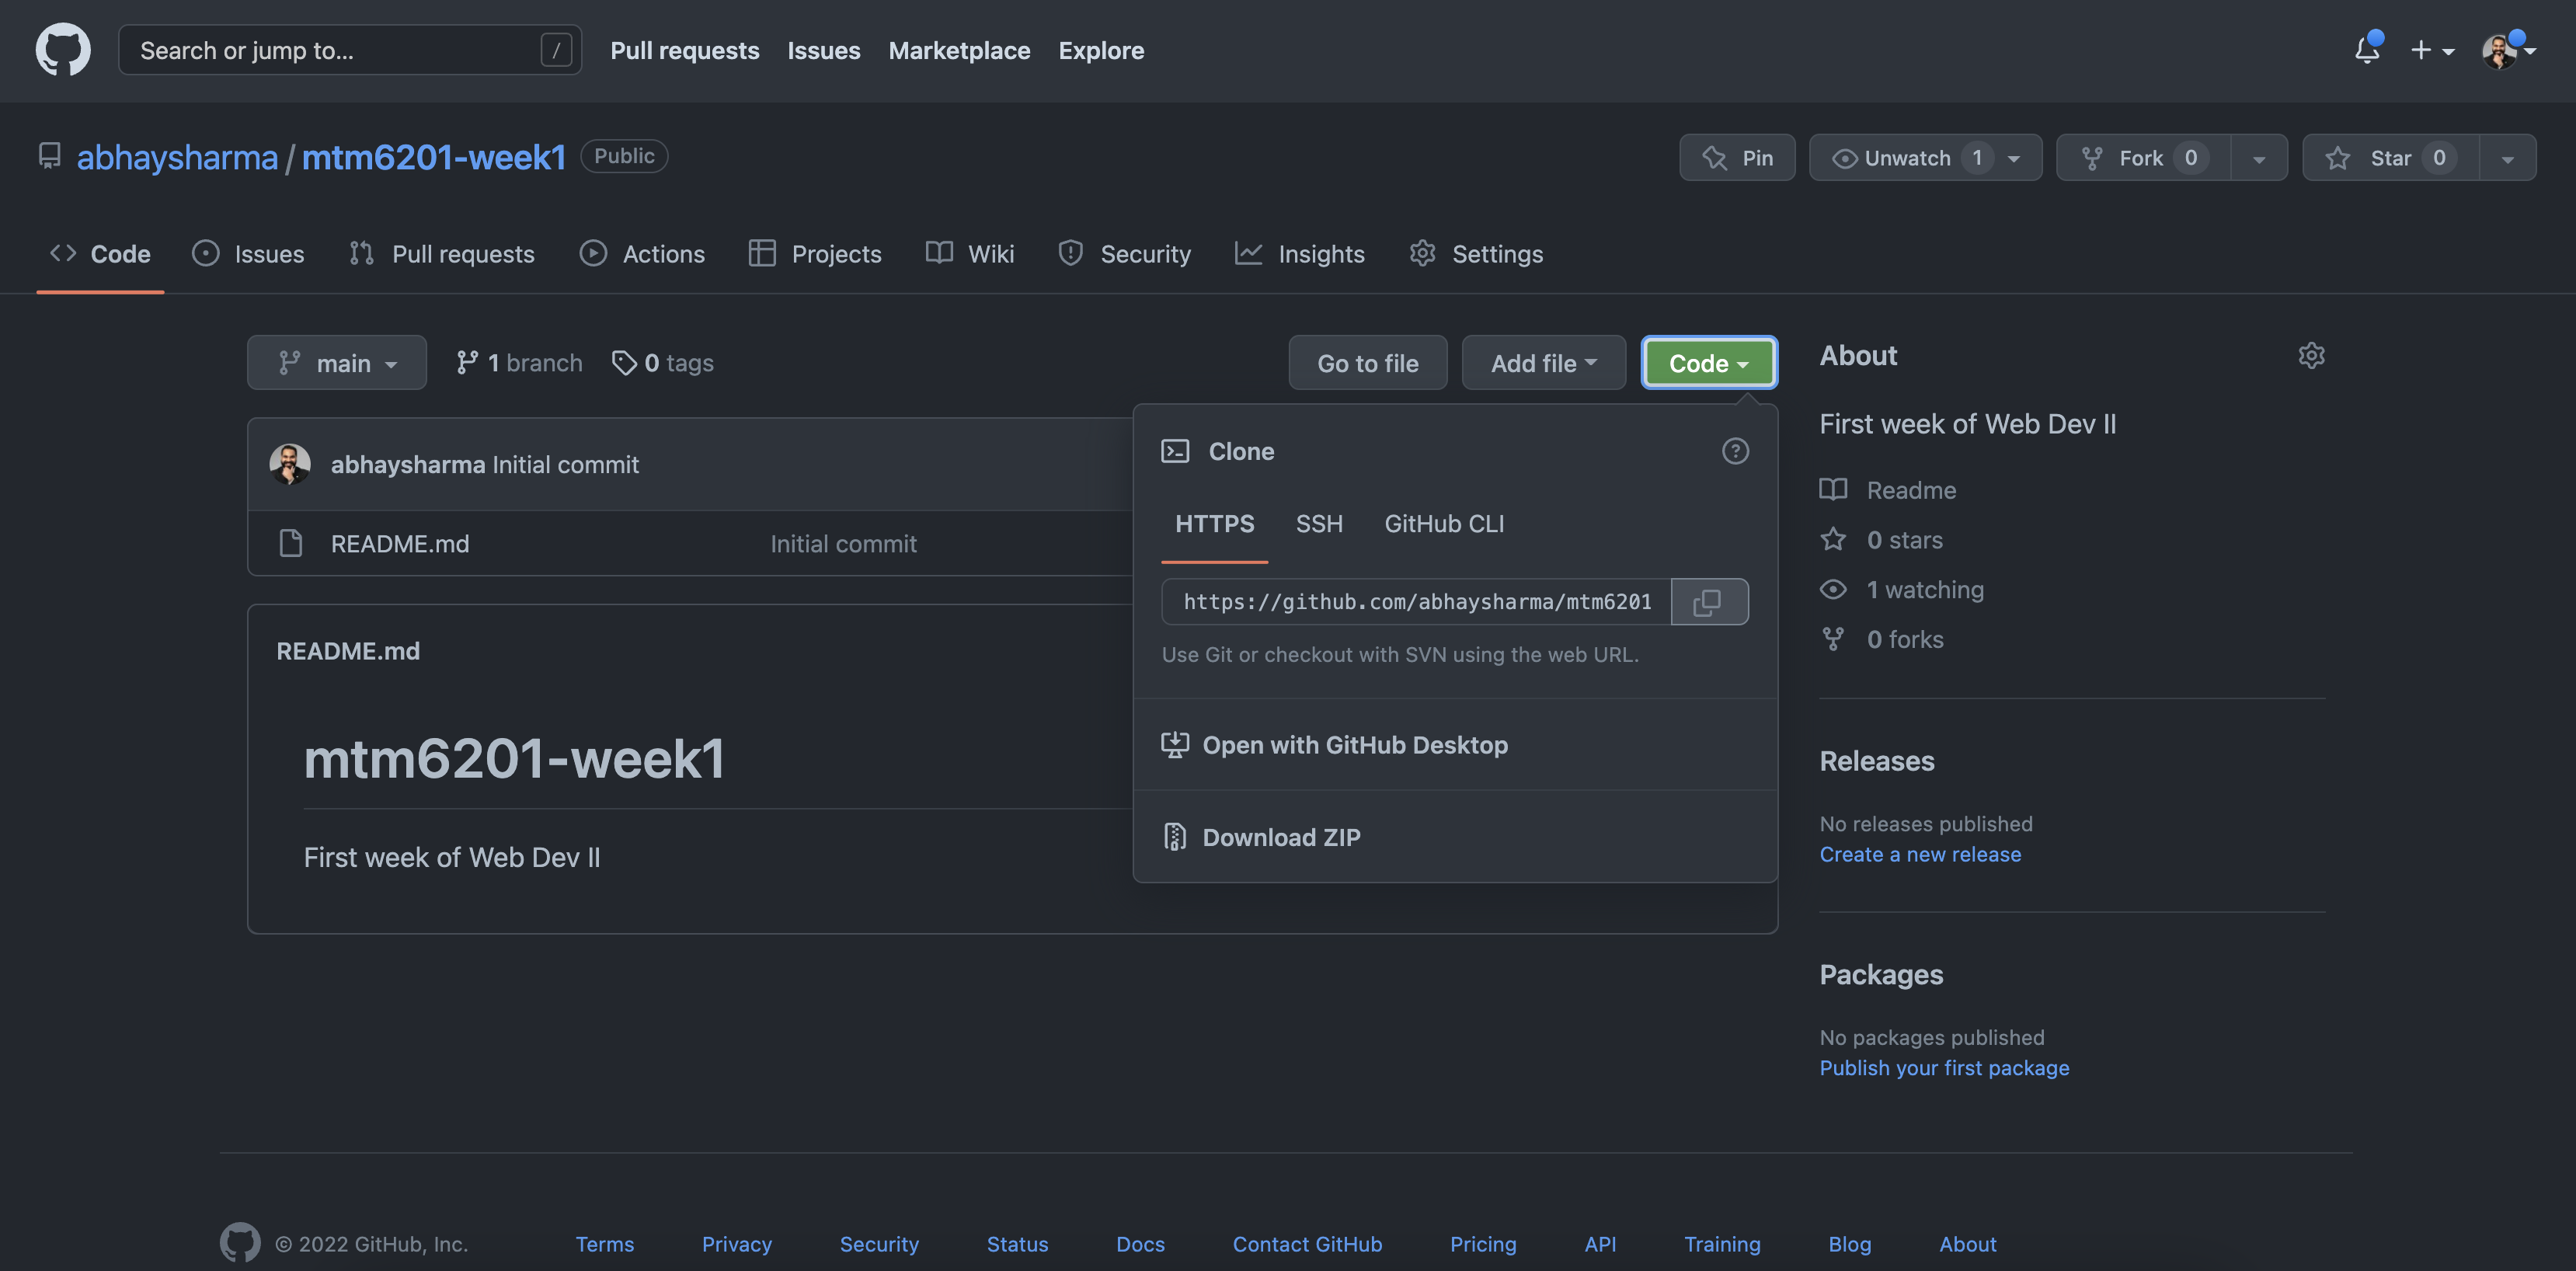 Search or jump to... /
Pull requests Issues Marketplace Explore
abhaysharma / mtm6201-week1 Public
Pin Unwatch 1 Fork 0 Star 0
Code Issues Pull requests Actions Projects Wiki Security Insights Settings
main 1 branch 0 tags
Go to file Add file Code
abhaysharma Initial commit
README.md Initial commit
README.md
mtm6201-week1
First week of Web Dev II
Clone
HTTPS SSH GitHub CLI
https://github.com/abhaysharma/mtm6201
Use Git or checkout with SVN using the web URL.
Open with GitHub Desktop
Download ZIP
About
First week of Web Dev II
Readme
0 stars
1 watching
0 forks
Releases
No releases published
Create a new release
Packages
No packages published
Publish your first package
© 2022 GitHub, Inc. Terms Privacy Security Status Docs Contact GitHub Pricing API Training Blog About